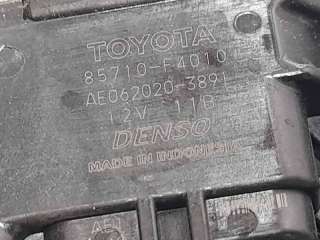 TOYOTA
85710-F4010
AE062020-3891
12V 11B
DENSO
MADE IN INDONESIA